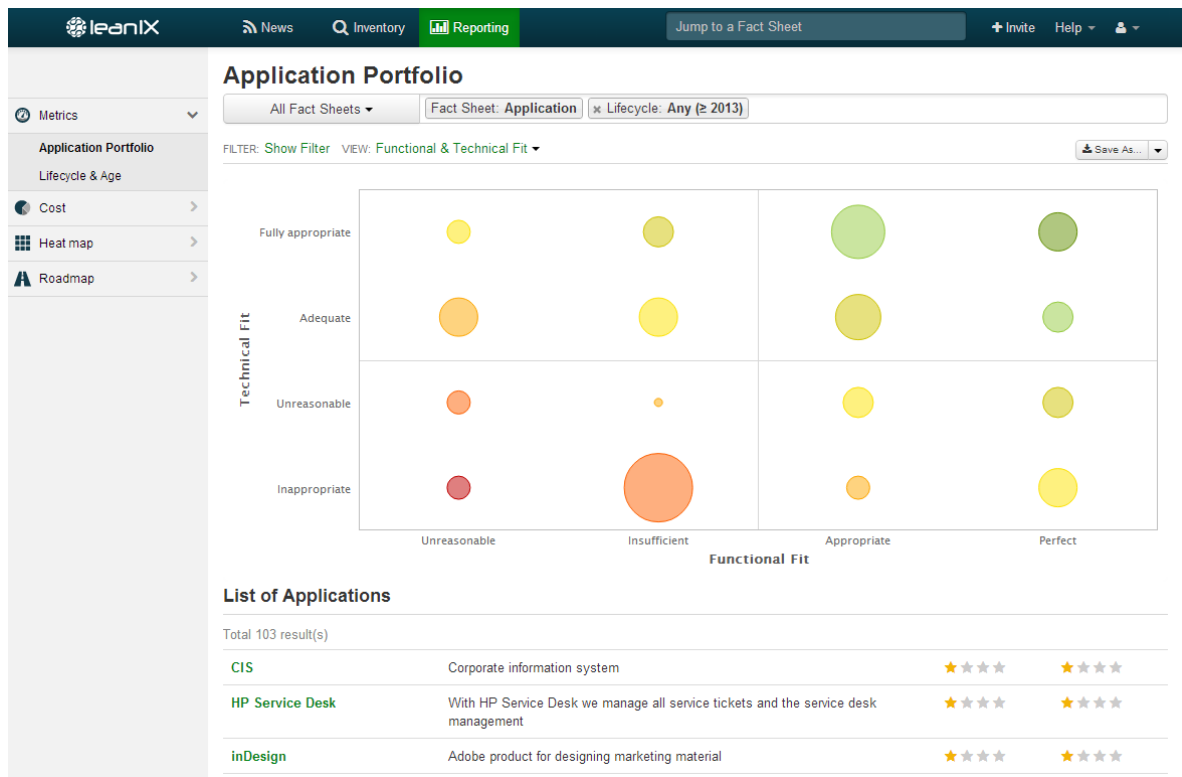 leanIX
News
Inventory
Reporting
Jump to a Fact Sheet
Invite
Help
Application Portfolio
All Fact Sheets
Fact Sheet: Application
× Lifecycle: Any (≥ 2013)
Metrics
Application Portfolio
Lifecycle & Age
Cost
Heat map
Roadmap
FILTER: Show Filter VIEW: Functional & Technical Fit
Save As...
Technical Fit
Fully appropriate
Adequate
Unreasonable
Inappropriate
Unreasonable
Insufficient
Appropriate
Perfect
Functional Fit
List of Applications
Total 103 result(s)
CIS
Corporate information system
HP Service Desk
With HP Service Desk we manage all service tickets and the service desk
management
inDesign
Adobe product for designing marketing material